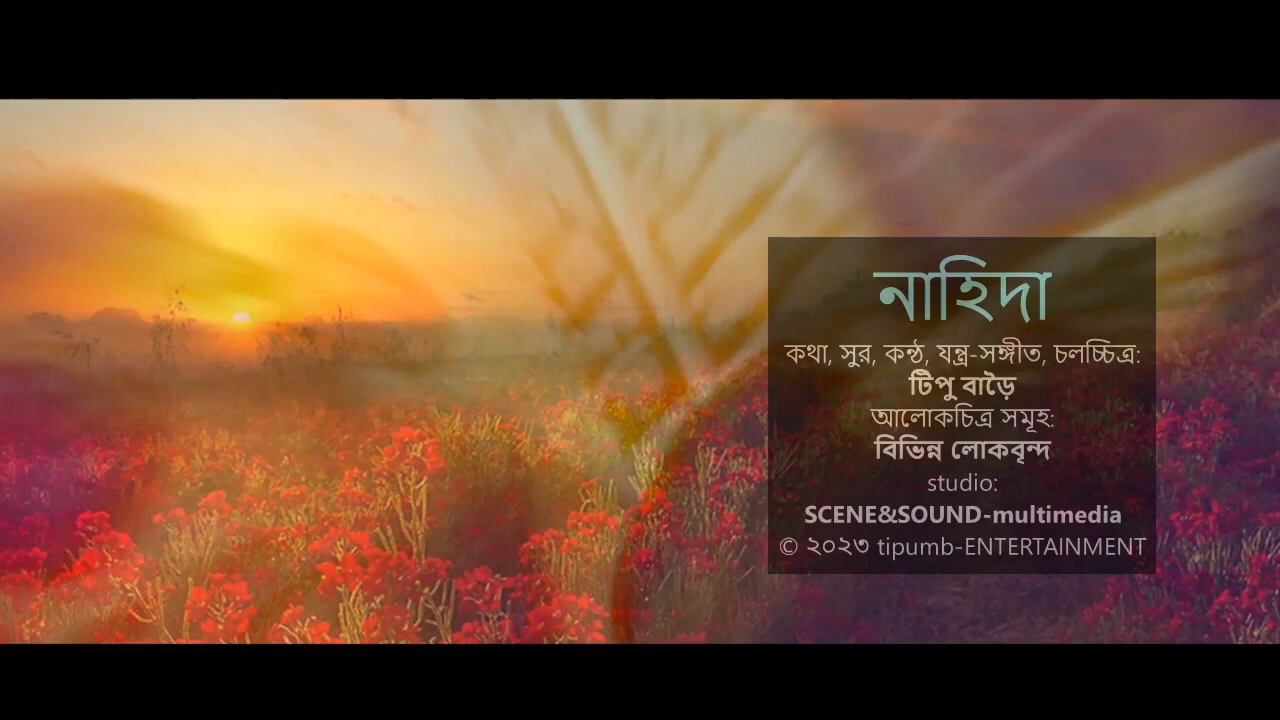 নাহিদা
কথা, সুর, কন্ঠ, যন্ত্র-সঙ্গীত, চলচ্চিত্র:
টিপু বাড়ৈ
আলোকচিত্র সমূহ:
বিভিন্ন লোকবৃন্দ
studio:
SCENE&SOUND-multimedia
© ২০২৩ tipumb-ENTERTAINMENT